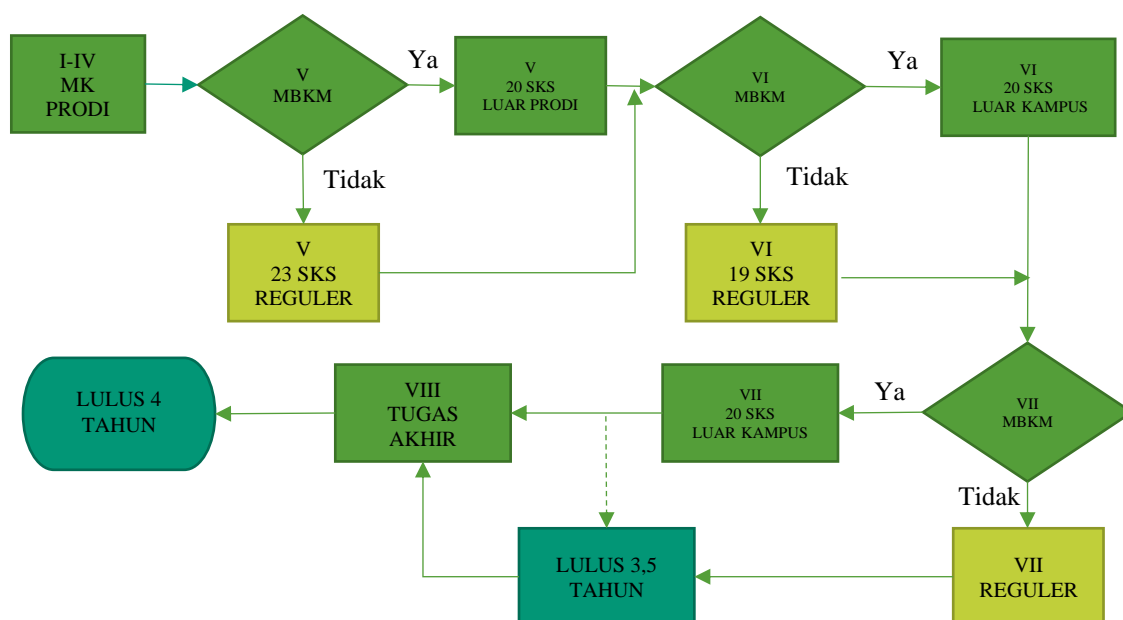 I-IV
MK
PRODI
V
MBKM
Ya
V
20 SKS
LUAR PRODI
VI
MBKM
Ya
VI
20 SKS
LUAR KAMPUS
Tidak
V
23 SKS
REGULER
Tidak
VI
19 SKS
REGULER
VII
MBKM
Ya
VII
20 SKS
LUAR KAMPUS
VIII
TUGAS
AKHIR
LULUS 4
TAHUN
Tidak
VII
REGULER
LULUS 3,5
TAHUN